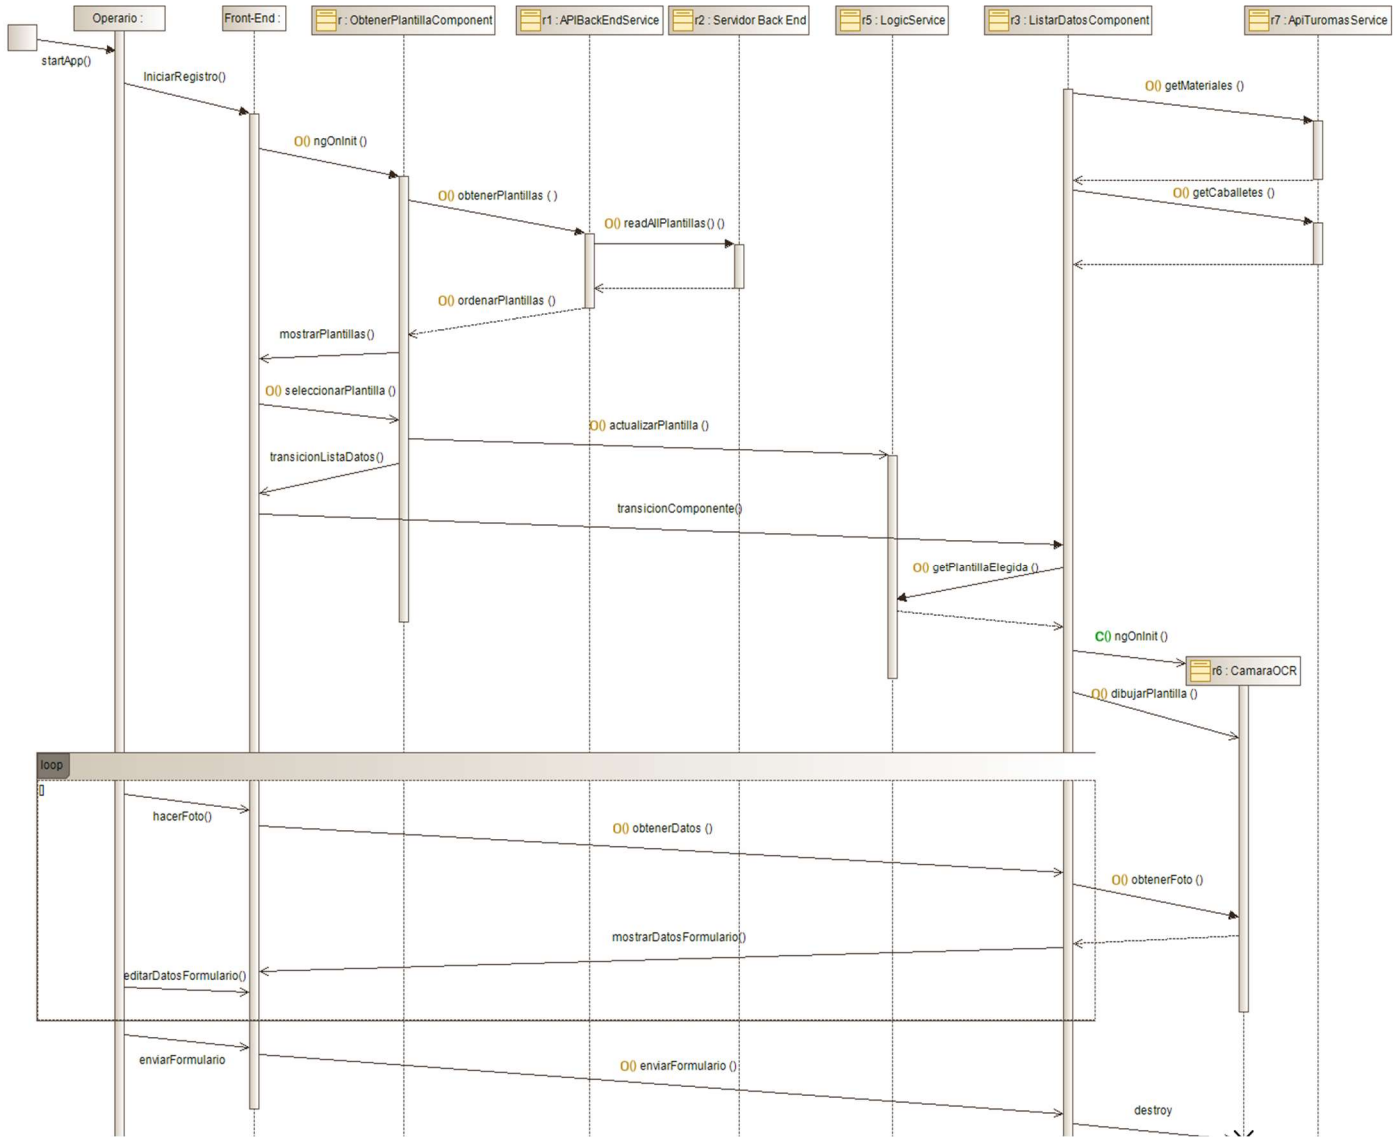 Operario :
Front-End :
r : ObtenerPlantillaComponent
r1 : APIBackEndService
r2 : Servidor Back End
r5 : LogicService
r3 : ListarDatosComponent
r7 : ApiTuromasService
startApp()
IniciarRegistro()
O() getMateriales ()
O() ngOnInit ()
O() obtenerPlantillas ( )
O() getCaballetes ()
O() readAllPlantillas() ()
O() ordenarPlantillas ()
mostrarPlantillas()
O() seleccionarPlantilla ()
O() actualizarPlantilla ()
transicionListaDatos()
transicionComponente()
O() getPlantillaElegida ()
C() ngOnInit ()
r6 : CamaraOCR
O() dibujarPlantilla ()
loop
[]
hacerFoto()
O() obtenerDatos ()
O() obtenerFoto ()
mostrarDatosFormulario()
editarDatosFormulario()
enviarFormulario
O() enviarFormulario ()
destroy